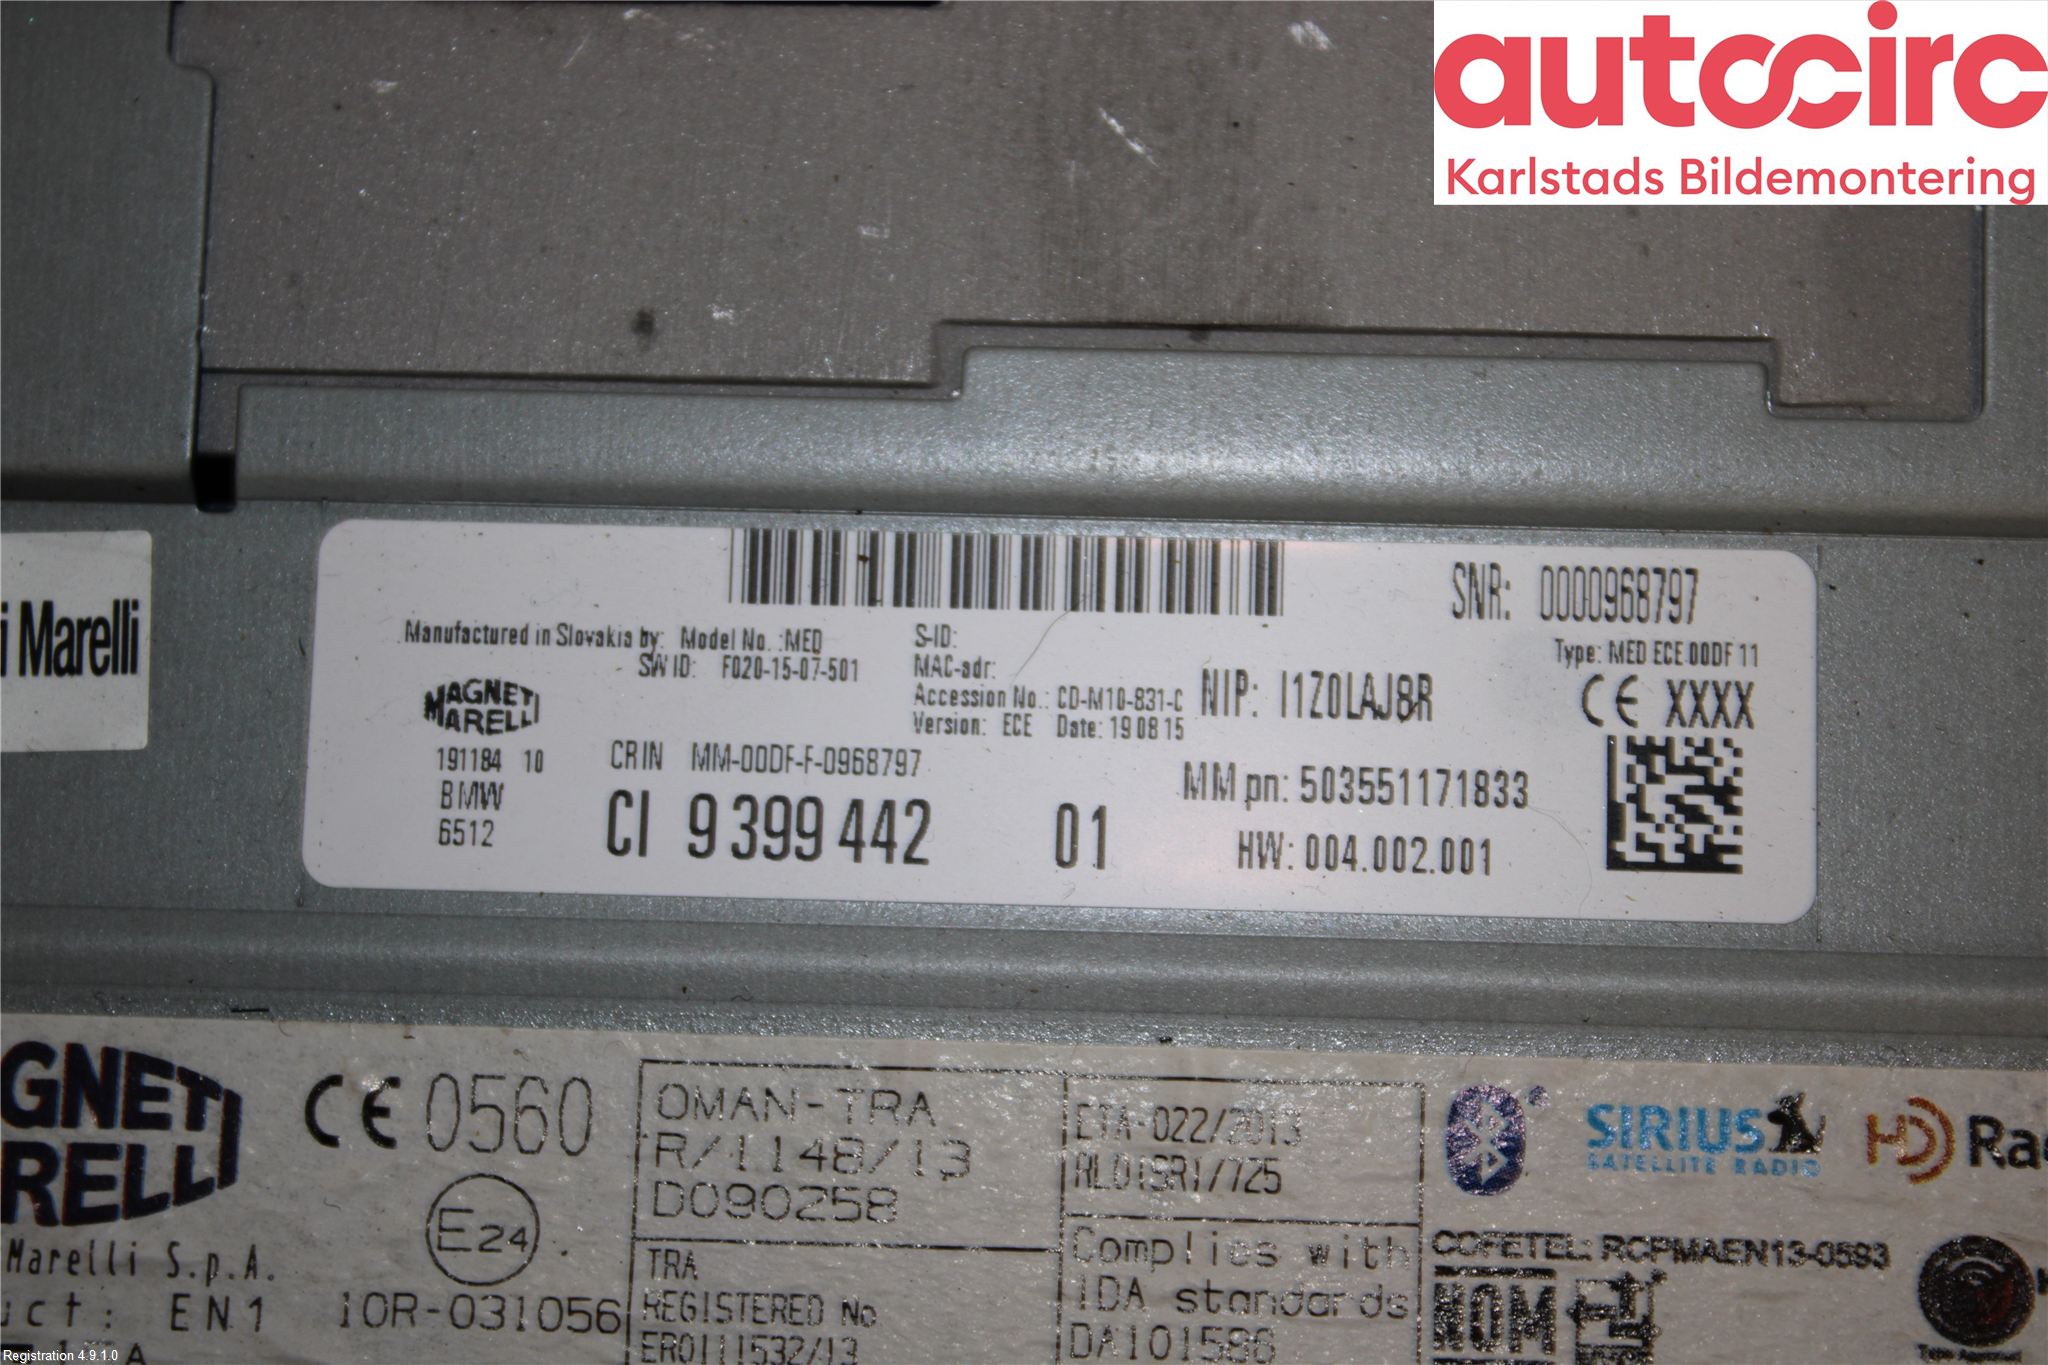 autocirc
Karlstads Bildemontering
i Marelli
SNR: 0000968797
Manufactured in Slovakia by: Model No. :MED
S-ID:
Type: MED ECE 00DF 11
SW ID: F020-15-07-501
MAC-adr:
MAGNETI
MARELLI
Accession No.: CD-M10-831-C
NIP: I1Z0LAJ8R
CE XXXX
Version: ECE Date: 19 08 15
191184 10
CRIN MM-00DF-F-0968797
MM pn: 503551171833
BMW
6512
CI 9 399 442 01
HW: 004.002.001
GNETI
RELLI
CE 0560
OMAN-TRA
R/1148/13
D090258
ETA-022/2013
SIRIUS
SATELLITE RADIO
HD Ra
E24
Marelli S.p.A.
uct: EN1
10R-031056
TRA
REGISTERED No
ER0111532/13
Complies with
IDA standards
DA101586
COFETEL: RCPMAEN13-0593
NOM
Registration 4.9.1.0